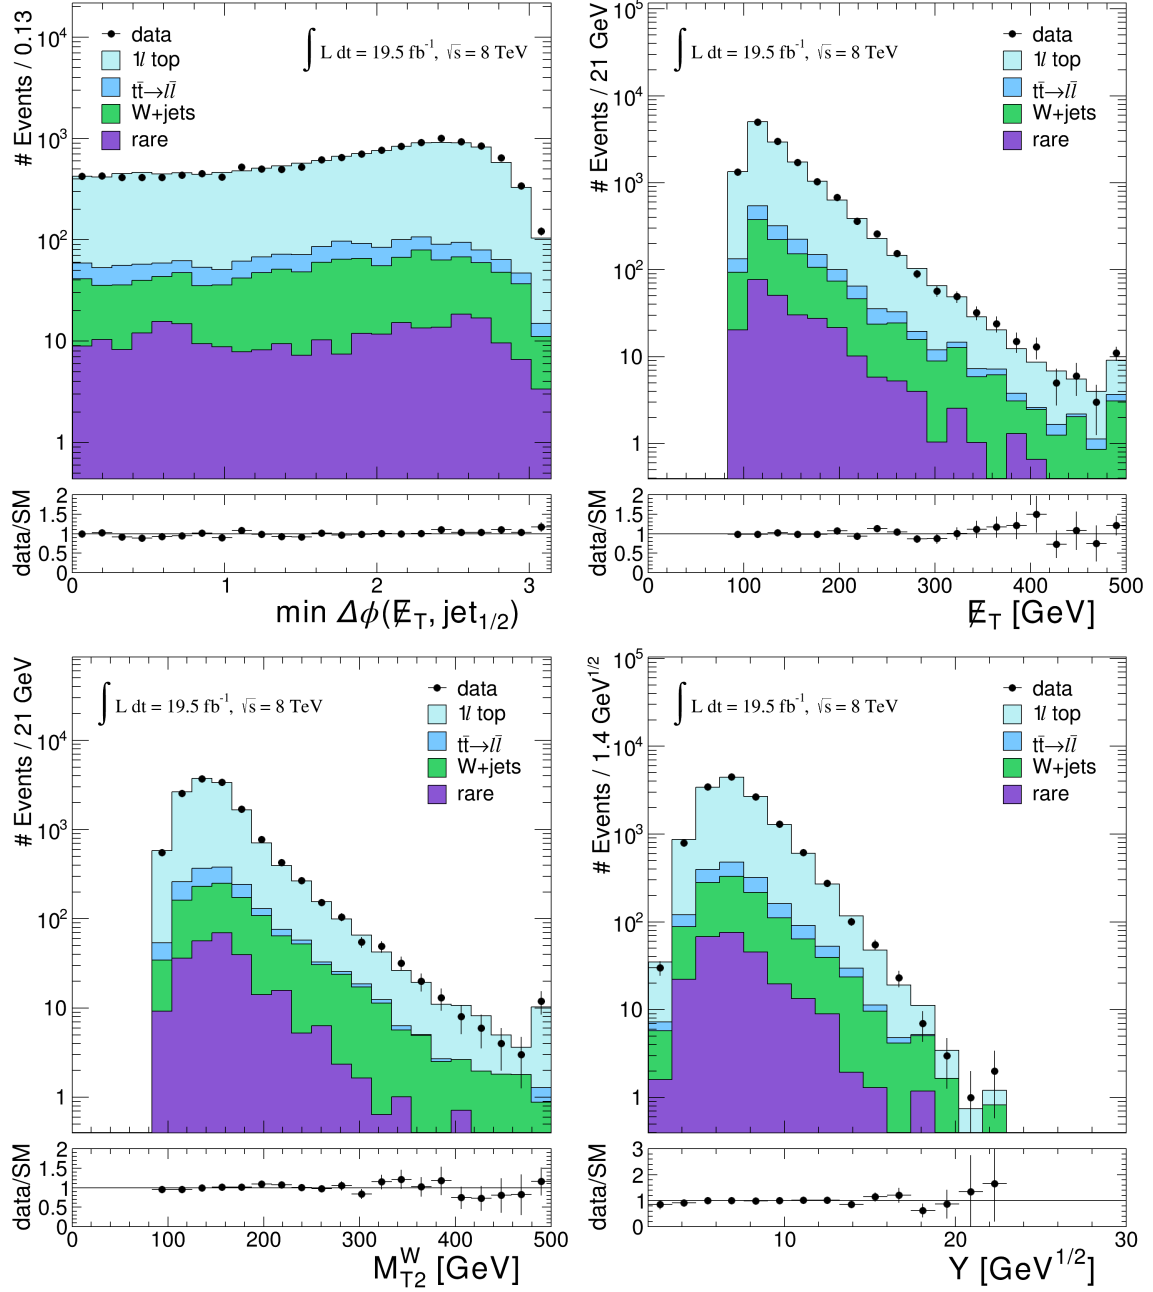 # Events / 0.13
10⁴
10³
10²
10
1
data
1l top
tt̄→ll̄
W+jets
rare
∫ L dt = 19.5 fb⁻¹, √s = 8 TeV
data/SM
2
1.5
1
0.5
0
0 1 2 3
min Δϕ(E̸_T, jet_1/2)
# Events / 21 GeV
10⁵
10⁴
10³
10²
10
1
∫ L dt = 19.5 fb⁻¹, √s = 8 TeV
data
1l top
tt̄→ll̄
W+jets
rare
data/SM
2
1.5
1
0.5
0
0 100 200 300 400 500
E̸_T [GeV]
# Events / 21 GeV
10⁴
10³
10²
10
1
∫ L dt = 19.5 fb⁻¹, √s = 8 TeV
data
1l top
tt̄→ll̄
W+jets
rare
data/SM
2
1.5
1
0.5
0
0 100 200 300 400 500
M_T2^W [GeV]
# Events / 1.4 GeV^1/2
10⁵
10⁴
10³
10²
10
1
∫ L dt = 19.5 fb⁻¹, √s = 8 TeV
data
1l top
tt̄→ll̄
W+jets
rare
data/SM
3
2
1
0
10 20 30
Y [GeV^1/2]